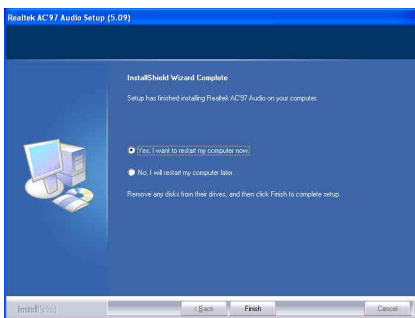 Realtek AC'97 Audio Setup (5.09)
InstallShield Wizard Complete
Setup has finished installing Realtek AC'97 Audio on your computer.
Yes, I want to restart my computer now.
No, I will restart my computer later.
Remove any disks from their drives, and then click Finish to complete setup.
InstallShield
< Back Finish Cancel